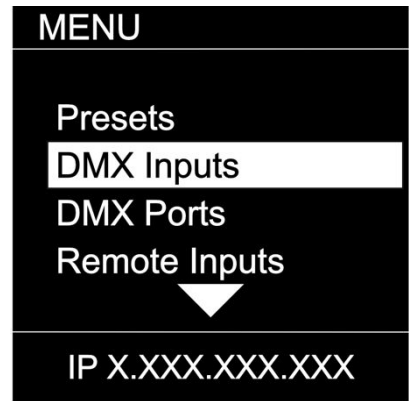 MENU
Presets
DMX Inputs
DMX Ports
Remote Inputs
IP X.XXX.XXX.XXX